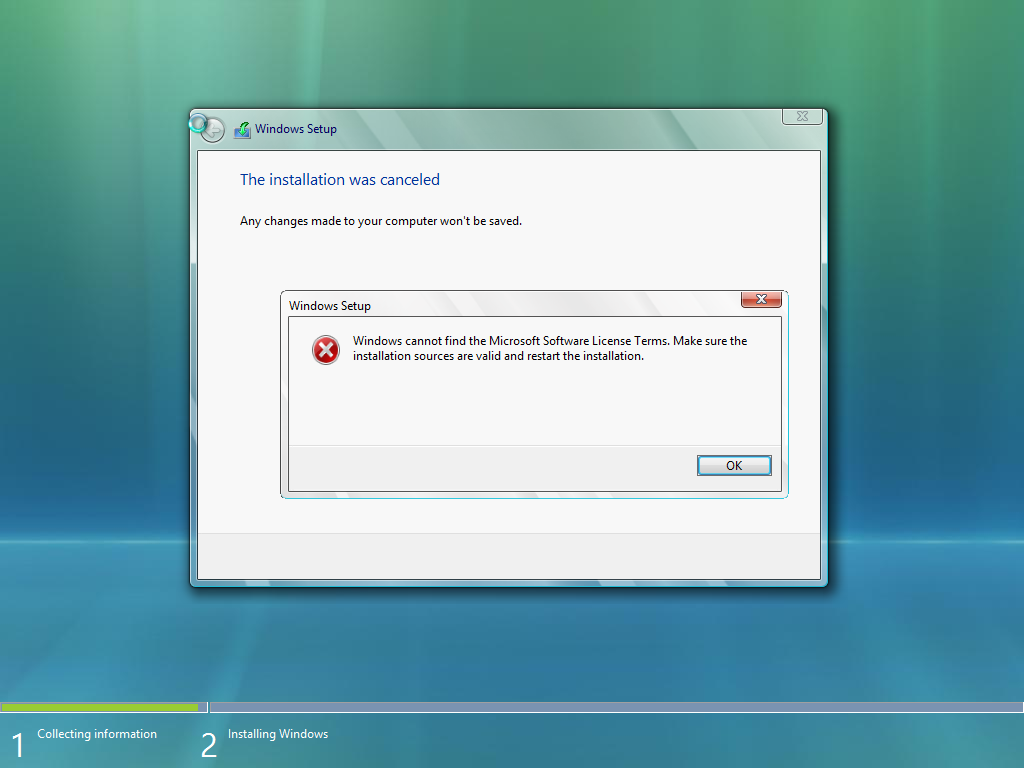 Windows Setup
The installation was canceled
Any changes made to your computer won't be saved.
Windows Setup
Windows cannot find the Microsoft Software License Terms. Make sure the
installation sources are valid and restart the installation.
OK
1 Collecting information
2 Installing Windows